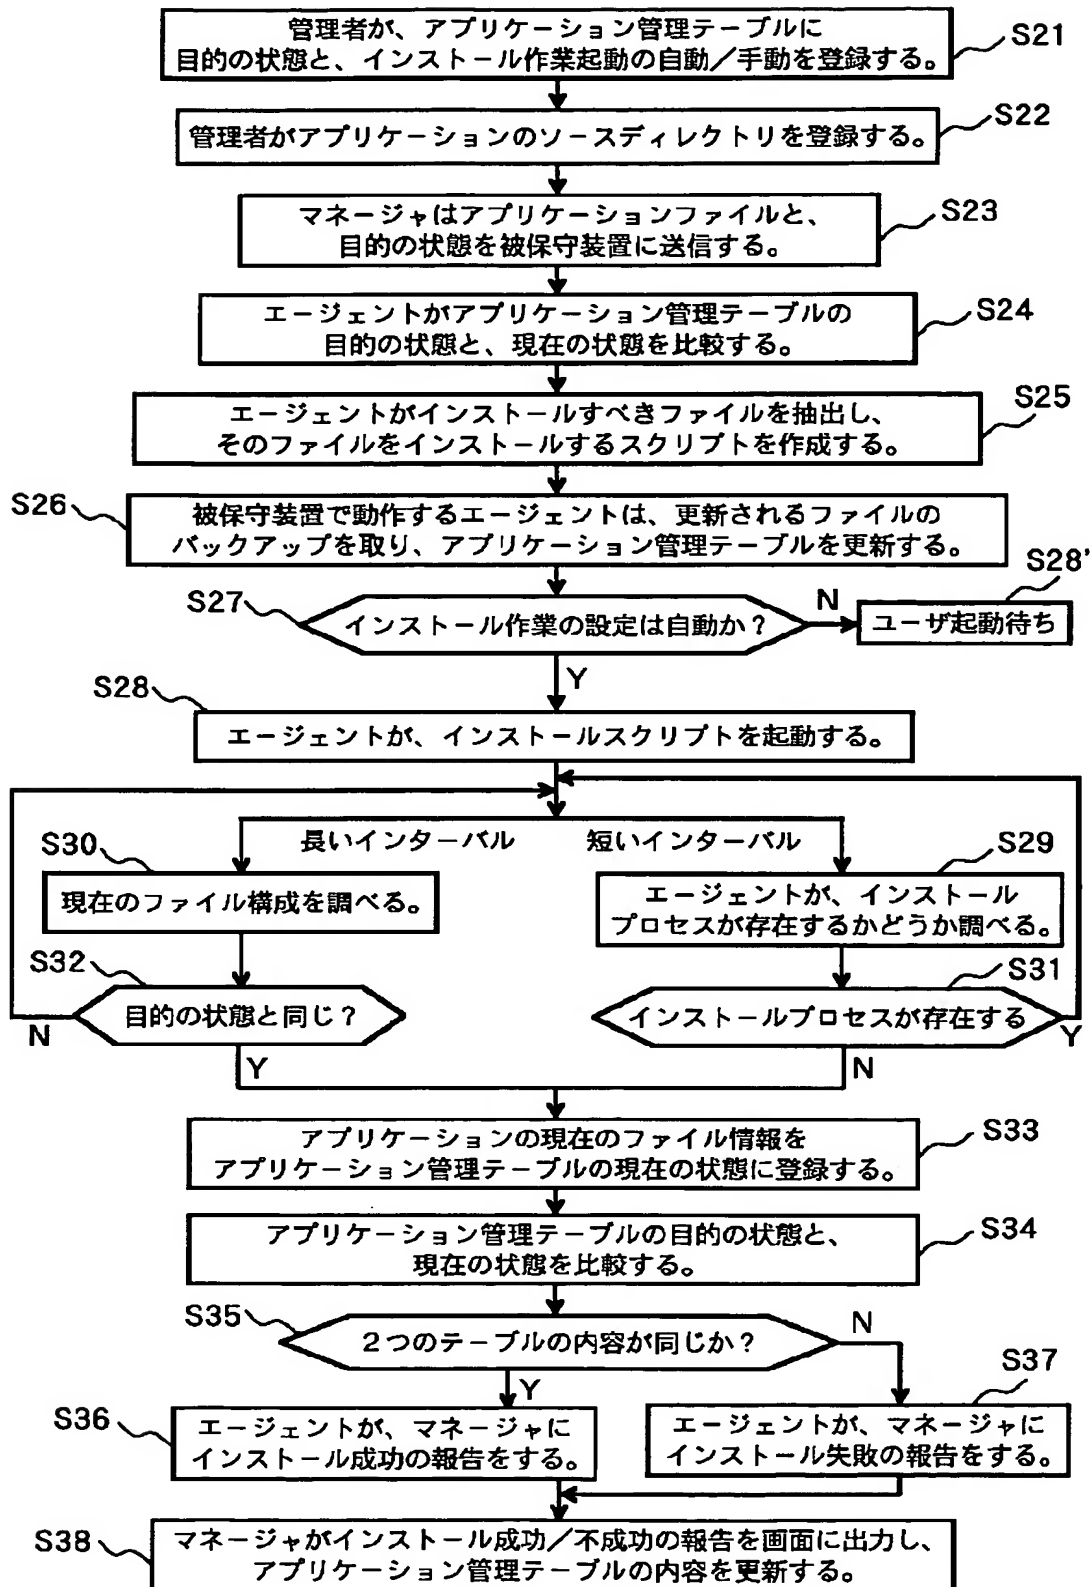 管理者が、アプリケーション管理テーブルに
目的の状態と、インストール作業起動の自動／手動を登録する。
S21
管理者がアプリケーションのソースディレクトリを登録する。
S22
マネージャはアプリケーションファイルと、
目的の状態を被保守装置に送信する。
S23
エージェントがアプリケーション管理テーブルの
目的の状態と、現在の状態を比較する。
S24
エージェントがインストールすべきファイルを抽出し、
そのファイルをインストールするスクリプトを作成する。
S25
S26
被保守装置で動作するエージェントは、更新されるファイルの
バックアップを取り、アプリケーション管理テーブルを更新する。
S27
インストール作業の設定は自動か？
N
S28'
ユーザ起動待ち
Y
S28
エージェントが、インストールスクリプトを起動する。
長いインターバル
短いインターバル
S30
現在のファイル構成を調べる。
S29
エージェントが、インストール
プロセスが存在するかどうか調べる。
S32
目的の状態と同じ？
N
Y
S31
インストールプロセスが存在する
Y
N
アプリケーションの現在のファイル情報を
アプリケーション管理テーブルの現在の状態に登録する。
S33
アプリケーション管理テーブルの目的の状態と、
現在の状態を比較する。
S34
S35
２つのテーブルの内容が同じか？
N
Y
S36
エージェントが、マネージャに
インストール成功の報告をする。
S37
エージェントが、マネージャに
インストール失敗の報告をする。
S38
マネージャがインストール成功／不成功の報告を画面に出力し、
アプリケーション管理テーブルの内容を更新する。